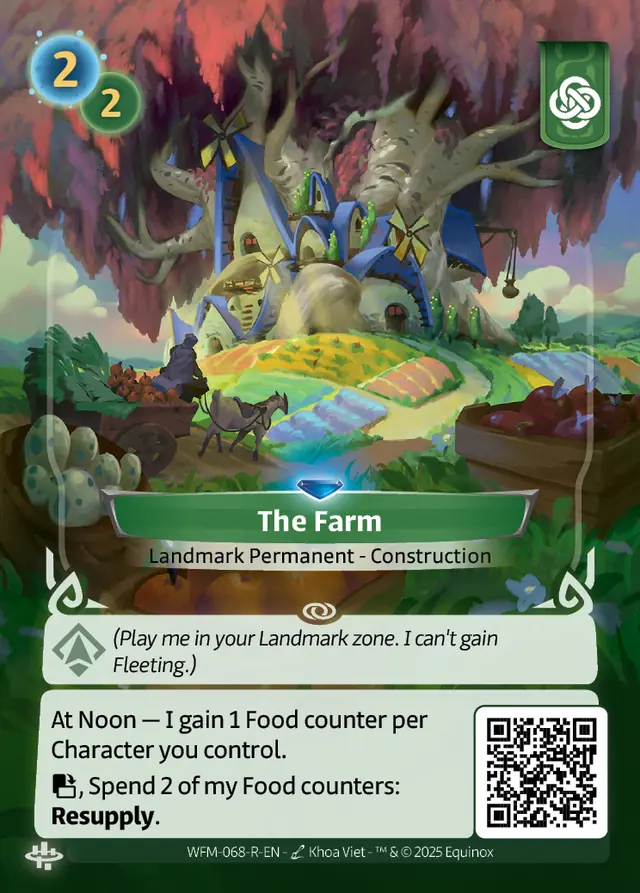 2
2
The Farm
Landmark Permanent - Construction
(Play me in your Landmark zone. I can't gain
Fleeting.)
At Noon — I gain 1 Food counter per
Character you control.
, Spend 2 of my Food counters:
Resupply.
WFM-068-R-EN - Khoa Viet - ™ & © 2025 Equinox